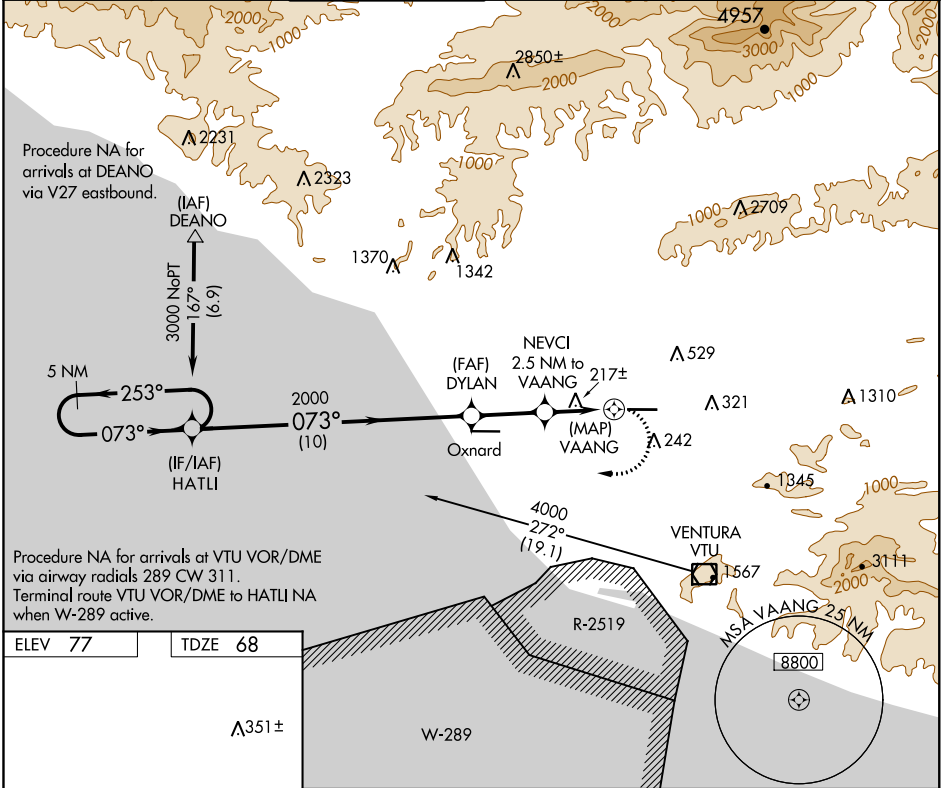 2000
1000
4957
3000
1000
2000
2850±
2000
1000
2231
2323
1000
Procedure NA for
arrivals at DEANO
via V27 eastbound.
(IAF)
DEANO
1000
2709
1370
1342
3000 NoPT
167°
(6.9)
5 NM
253°
073°
(IF/IAF)
HATLI
2000
073°
(10)
(FAF)
DYLAN
Oxnard
NEVCI
2.5 NM to
VAANG
217±
(MAP)
VAANG
529
321
1310
242
1345
1000
4000
272°
(19.1)
VENTURA
VTU
1567
3111
2000
Procedure NA for arrivals at VTU VOR/DME
via airway radials 289 CW 311.
Terminal route VTU VOR/DME to HATLI NA
when W-289 active.
R-2519
MSA VAANG 25 NM
8800
ELEV 77
TDZE 68
351±
W-289